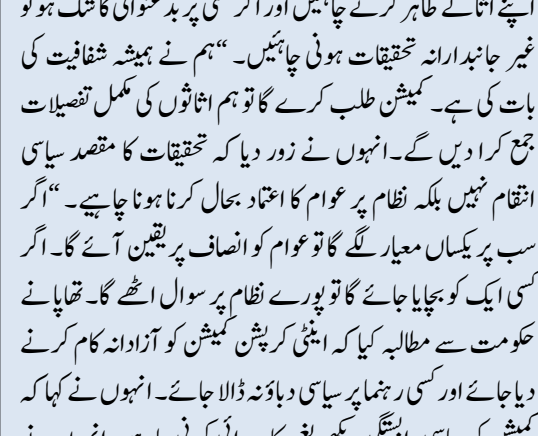 اپنے اثاثے ظاہر کرنے چاہئیں اور اگر کسی پر بدعنوانی کا شک ہو تو
غیر جانبدارانہ تحقیقات ہونی چاہئیں۔ “ہم نے ہمیشہ شفافیت کی
بات کی ہے۔ کمیشن طلب کرے گا تو ہم اثاثوں کی مکمل تفصیلات
جمع کرا دیں گے۔ انہوں نے زور دیا کہ تحقیقات کا مقصد سیاسی
انتقام نہیں بلکہ نظام پر عوام کا اعتماد بحال کرنا ہونا چاہیے۔ “اگر
سب پر یکساں معیار لگے گا تو عوام کو انصاف پر یقین آئے گا۔ اگر
کسی ایک کو بچایا جائے گا تو پورے نظام پر سوال اٹھے گا۔ تھاپا نے
حکومت سے مطالبہ کیا کہ اینٹی کرپشن کمیشن کو آزادانہ کام کرنے
دیا جائے اور کسی رہنما پر سیاسی دباؤ نہ ڈالا جائے۔ انہوں نے کہا کہ